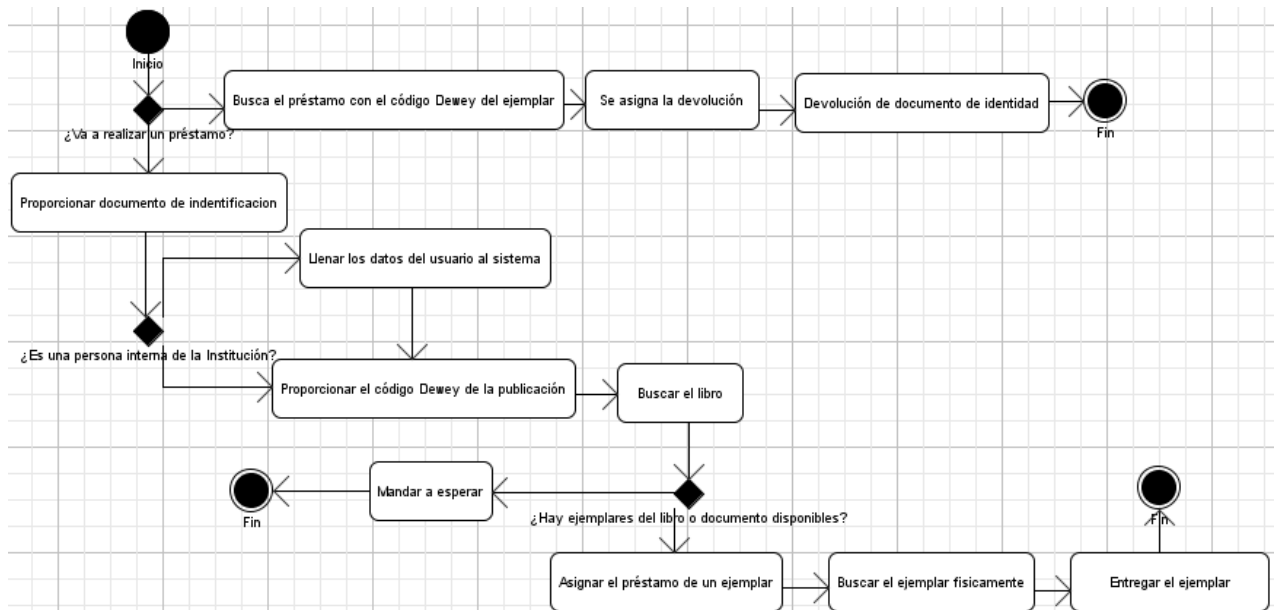 Inicio
Busca el préstamo con el código Dewey del ejemplar
Se asigna la devolución
Devolución de documento de identidad
Fin
¿Va a realizar un préstamo?
Proporcionar documento de indentificacion
Llenar los datos del usuario al sistema
¿Es una persona interna de la Institución?
Proporcionar el código Dewey de la publicación
Buscar el libro
Mandar a esperar
Fin
¿Hay ejemplares del libro o documento disponibles?
Fin
Asignar el préstamo de un ejemplar
Buscar el ejemplar fisicamente
Entregar el ejemplar